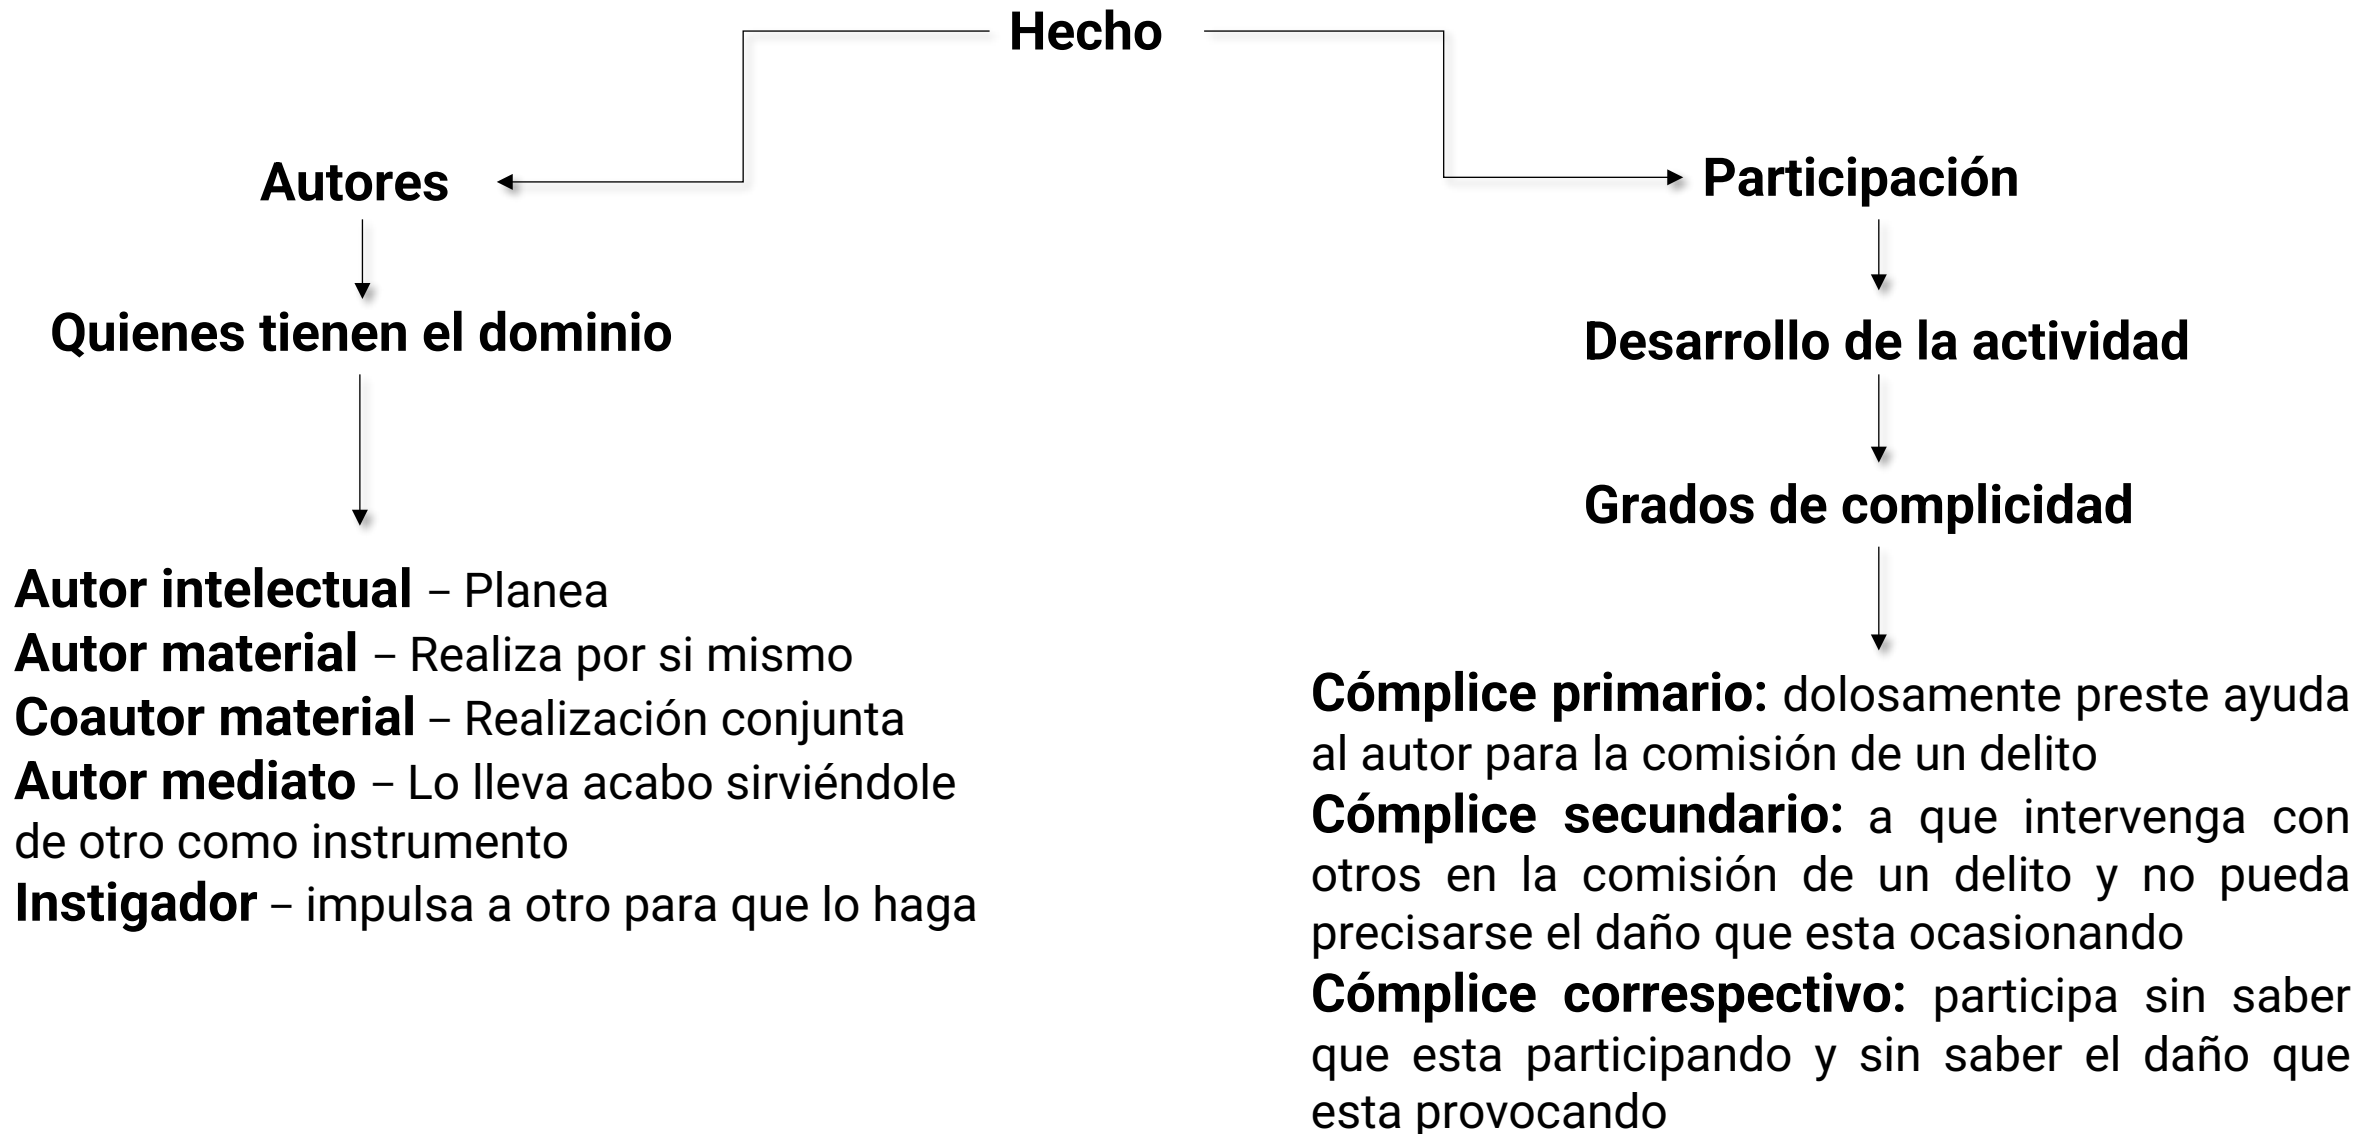 Hecho
Autores
Quienes tienen el dominio
Autor intelectual – Planea
Autor material – Realiza por si mismo
Coautor material – Realización conjunta
Autor mediato – Lo lleva acabo sirviéndole
de otro como instrumento
Instigador – impulsa a otro para que lo haga
Participación
Desarrollo de la actividad
Grados de complicidad
Cómplice primario: dolosamente preste ayuda
al autor para la comisión de un delito
Cómplice secundario: a que intervenga con
otros en la comisión de un delito y no pueda
precisarse el daño que esta ocasionando
Cómplice correspectivo: participa sin saber
que esta participando y sin saber el daño que
esta provocando